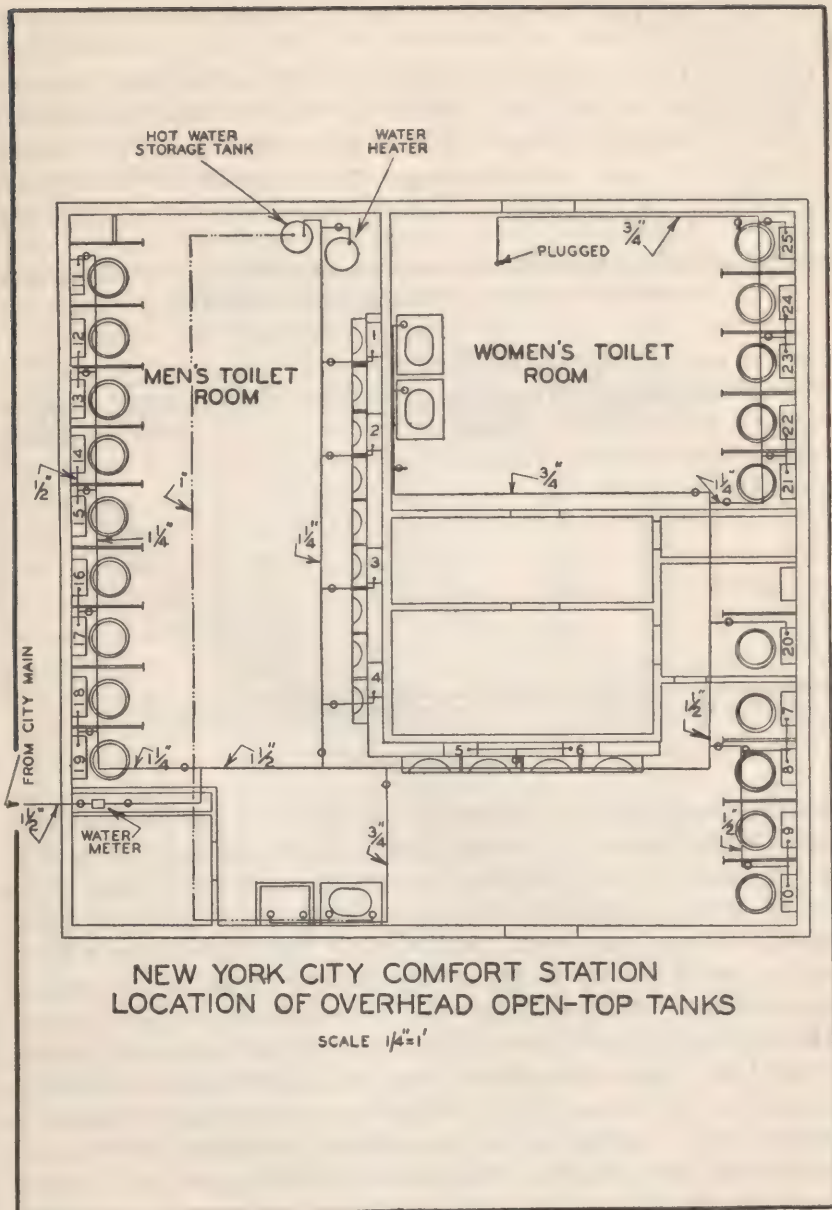 HOT WATER
STORAGE TANK
WATER
HEATER
3/4"
PLUGGED
25
11
24
12
1
MEN'S TOILET
ROOM
WOMEN'S TOILET
ROOM
23
13
2
22
14
1/2"
1"
3/4"
1 1/4"
21
15
1 1/4"
1 1/4"
3
16
17
20
4
18
1 1/2"
7
FROM CITY MAIN
19
1 1/4"
1 1/2"
5
6
8
1 1/2"
WATER
METER
3/4"
1/2"
9
10
NEW YORK CITY COMFORT STATION
LOCATION OF OVERHEAD OPEN-TOP TANKS
SCALE 1/4"=1'